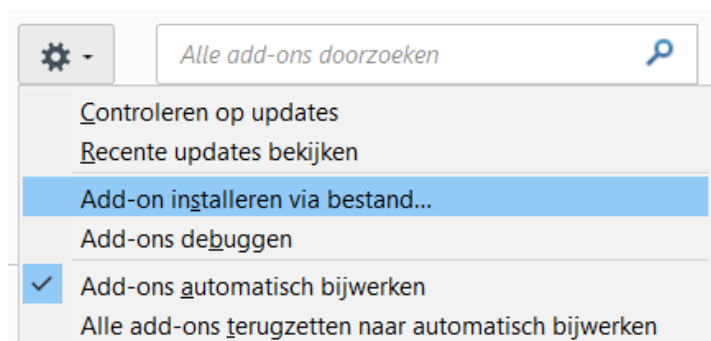 Alle add-ons doorzoeken
Controleren op updates
Recente updates bekijken
Add-on installeren via bestand...
Add-ons debuggen
Add-ons automatisch bijwerken
Alle add-ons terugzetten naar automatisch bijwerken